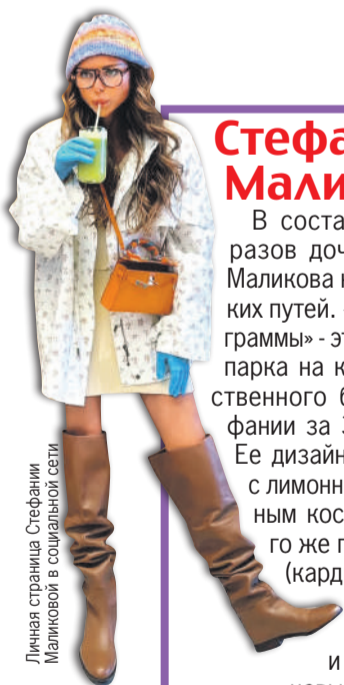 Стефа
Мали
В соста
разов доч
Маликова н
ких путей.
граммы» - эт
парка на к
ственного б
фании за
Ее дизайн
с лимонн
ным кос
го же п
(кард
и
Личная страница Стефании
Маликовой в социальной сети